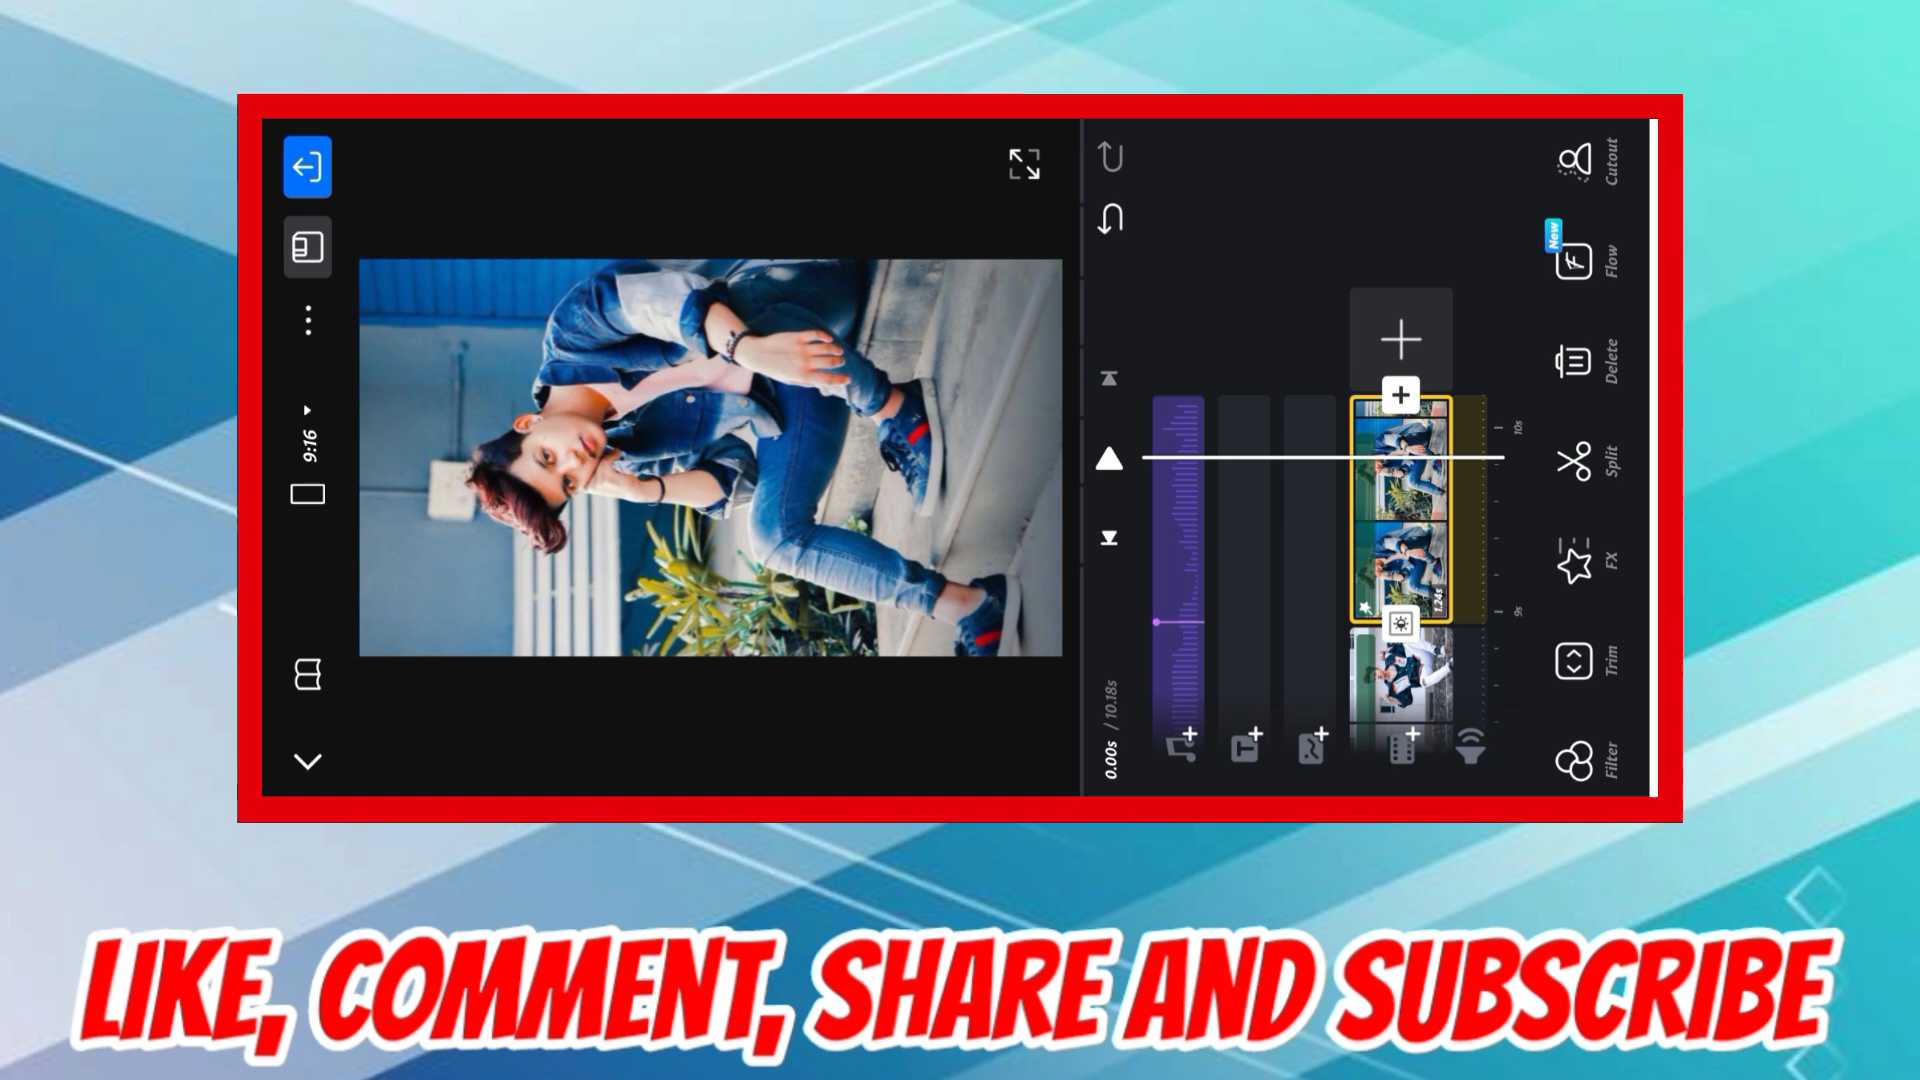 9:16
0.00s / 10.18s
10s
9s
1.24s
New
Cutout
Flow
Delete
Split
FX
Trim
Filter
LIKE, COMMENT, SHARE AND SUBSCRIBE